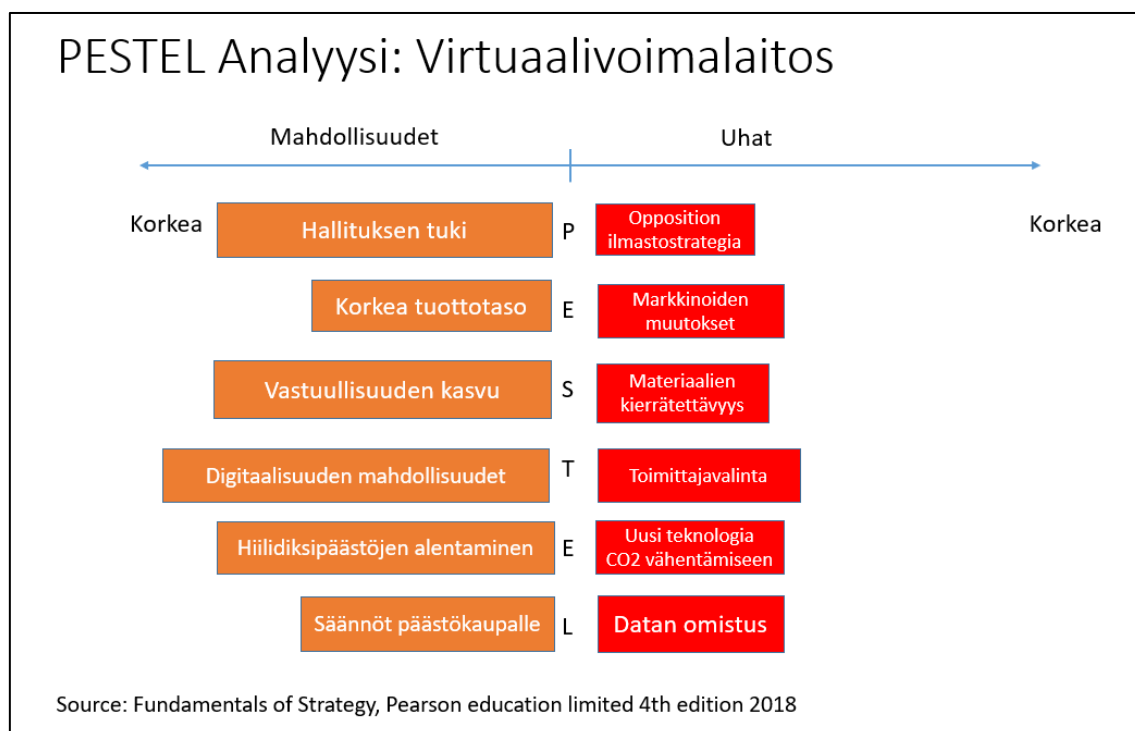 PESTEL Analyysi: Virtuaalivoimalaitos
Mahdollisuudet
Uhat
Korkea
Korkea
Hallituksen tuki
P
Opposition
ilmastostrategia
Korkea tuottotaso
E
Markkinoiden
muutokset
Vastuullisuuden kasvu
S
Materiaalien
kierrätettävyys
Digitaalisuuden mahdollisuudet
T
Toimittajavalinta
Hiilidiksipäästöjen alentaminen
E
Uusi teknologia
CO2 vähentämiseen
Säännöt päästökaupalle
L
Datan omistus
Source: Fundamentals of Strategy, Pearson education limited 4th edition 2018